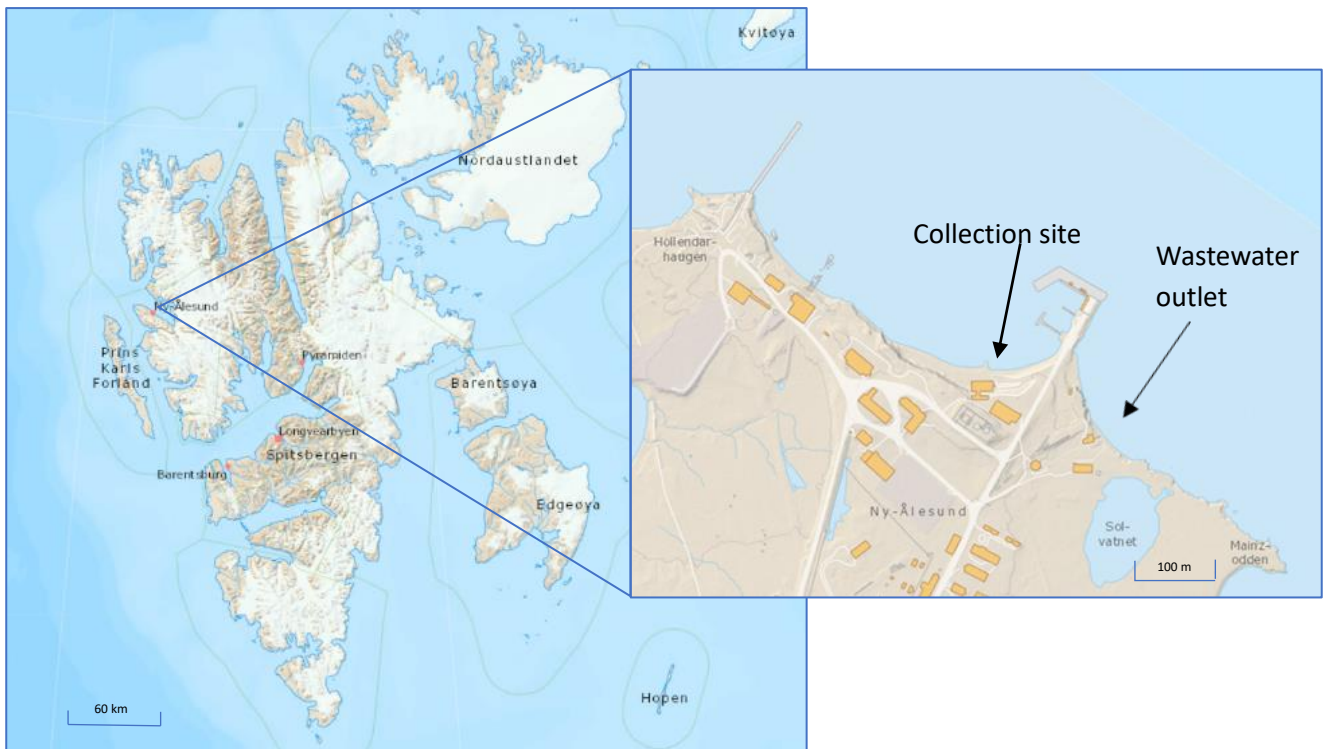 Kvitøya
Nordaustlandet
Ny-Ålesund
Prins
Karls
Forland
Pyramiden
Barentsøya
Longyearbyen
Spitsbergen
Barentsburg
Edgeøya
Hopen
60 km
Collection site
Wastewater
outlet
Hollendar-
haugen
Ny-Ålesund
Sol-
vatnet
Mainz-
odden
100 m